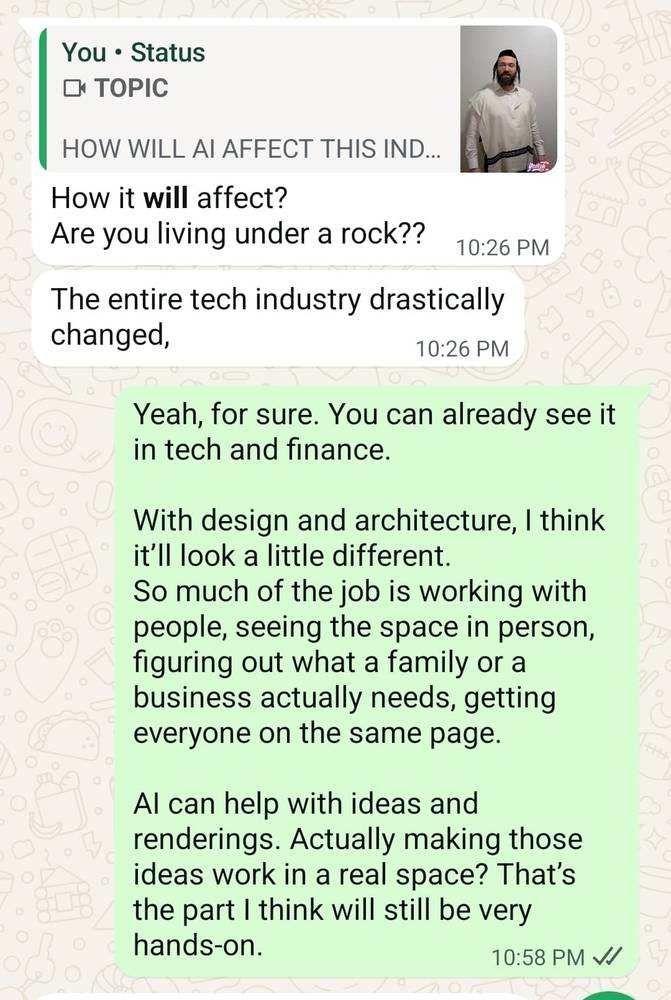 You • Status
TOPIC
HOW WILL AI AFFECT THIS IND...
How it will affect?
Are you living under a rock??
10:26 PM
The entire tech industry drastically
changed,
10:26 PM
Yeah, for sure. You can already see it
in tech and finance.
With design and architecture, I think
it’ll look a little different.
So much of the job is working with
people, seeing the space in person,
figuring out what a family or a
business actually needs, getting
everyone on the same page.
AI can help with ideas and
renderings. Actually making those
ideas work in a real space? That’s
the part I think will still be very
hands-on.
10:58 PM